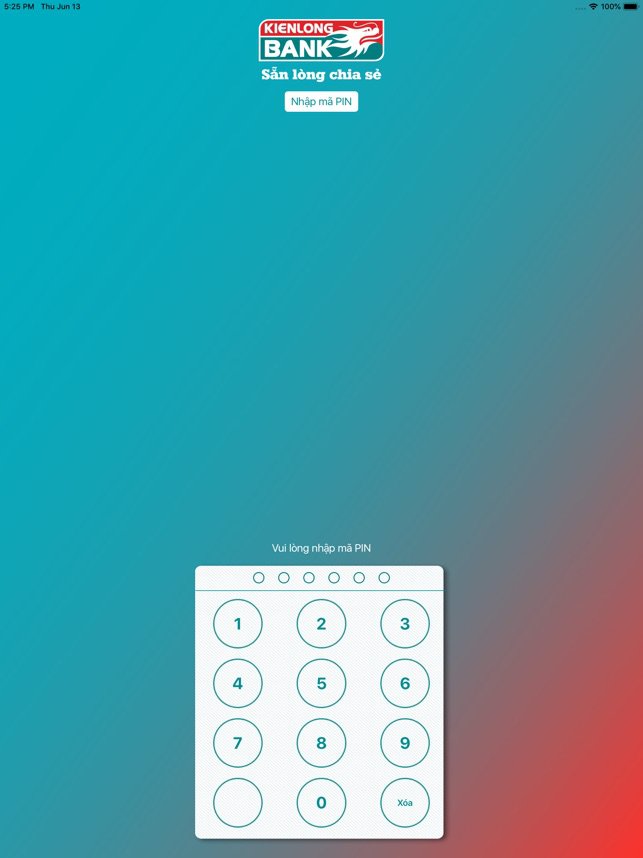 5:25 PM Thu Jun 13 100%
KIENLONG
BANK
Sẵn lòng chia sẻ
Nhập mã PIN
Vui lòng nhập mã PIN
1 2 3
4 5 6
7 8 9
0 Xóa